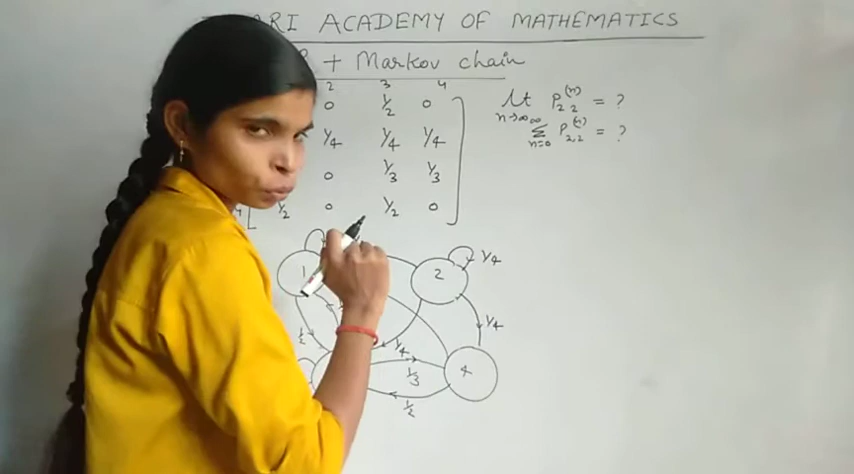 ARI ACADEMY OF MATHEMATICS
+ Markov chain
2 3 4
0 1/2 0
1/4 1/4 1/4
0 1/3 1/3
1/2 0 1/2 0
Lt n→∞ P₂₂⁽ⁿ⁾ = ?
∞ Σ n=0 P₂,₂⁽ⁿ⁾ = ?
1
2
1/4
1/4
1/2
1/4
4
1/3
1/2